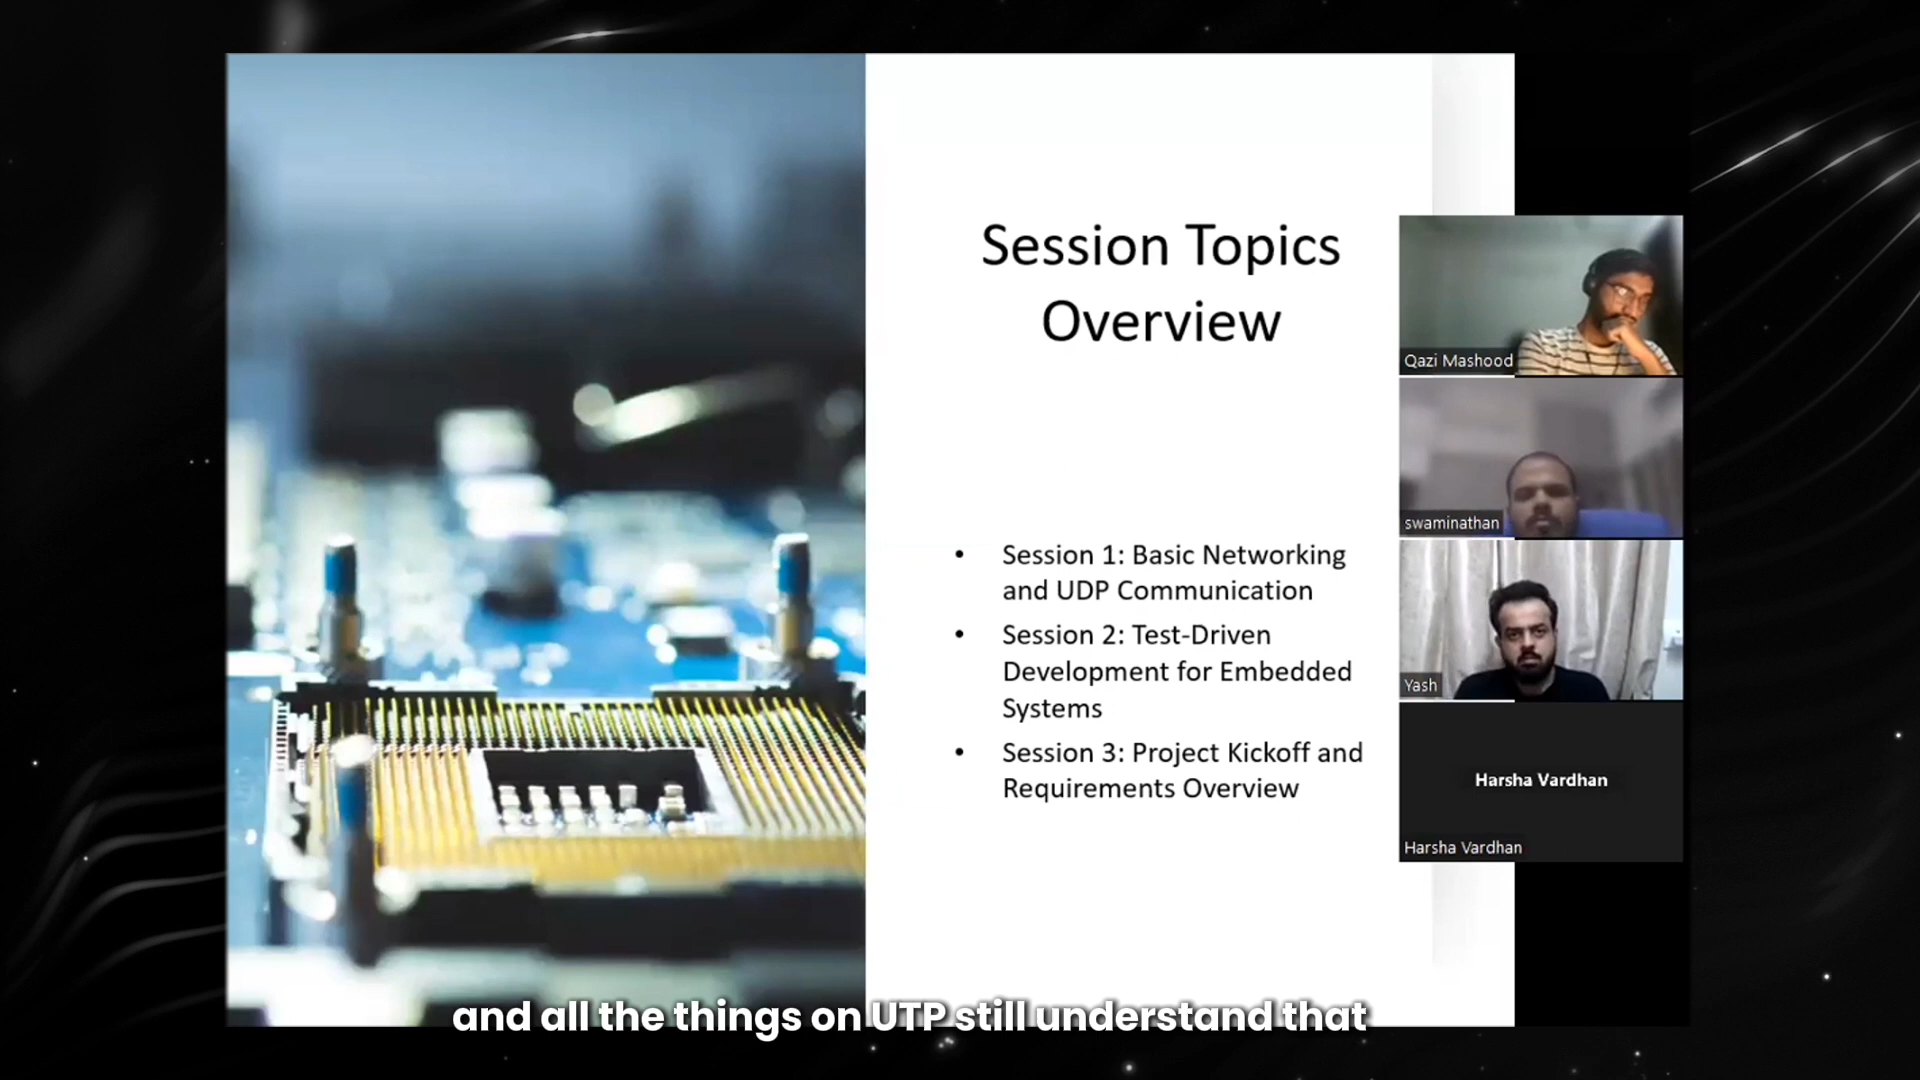 Session Topics
Overview
• Session 1: Basic Networking
and UDP Communication
• Session 2: Test-Driven
Development for Embedded
Systems
• Session 3: Project Kickoff and
Requirements Overview
Qazi Mashood
swaminathan
Yash
Harsha Vardhan
Harsha Vardhan
and all the things on UTP still understand that